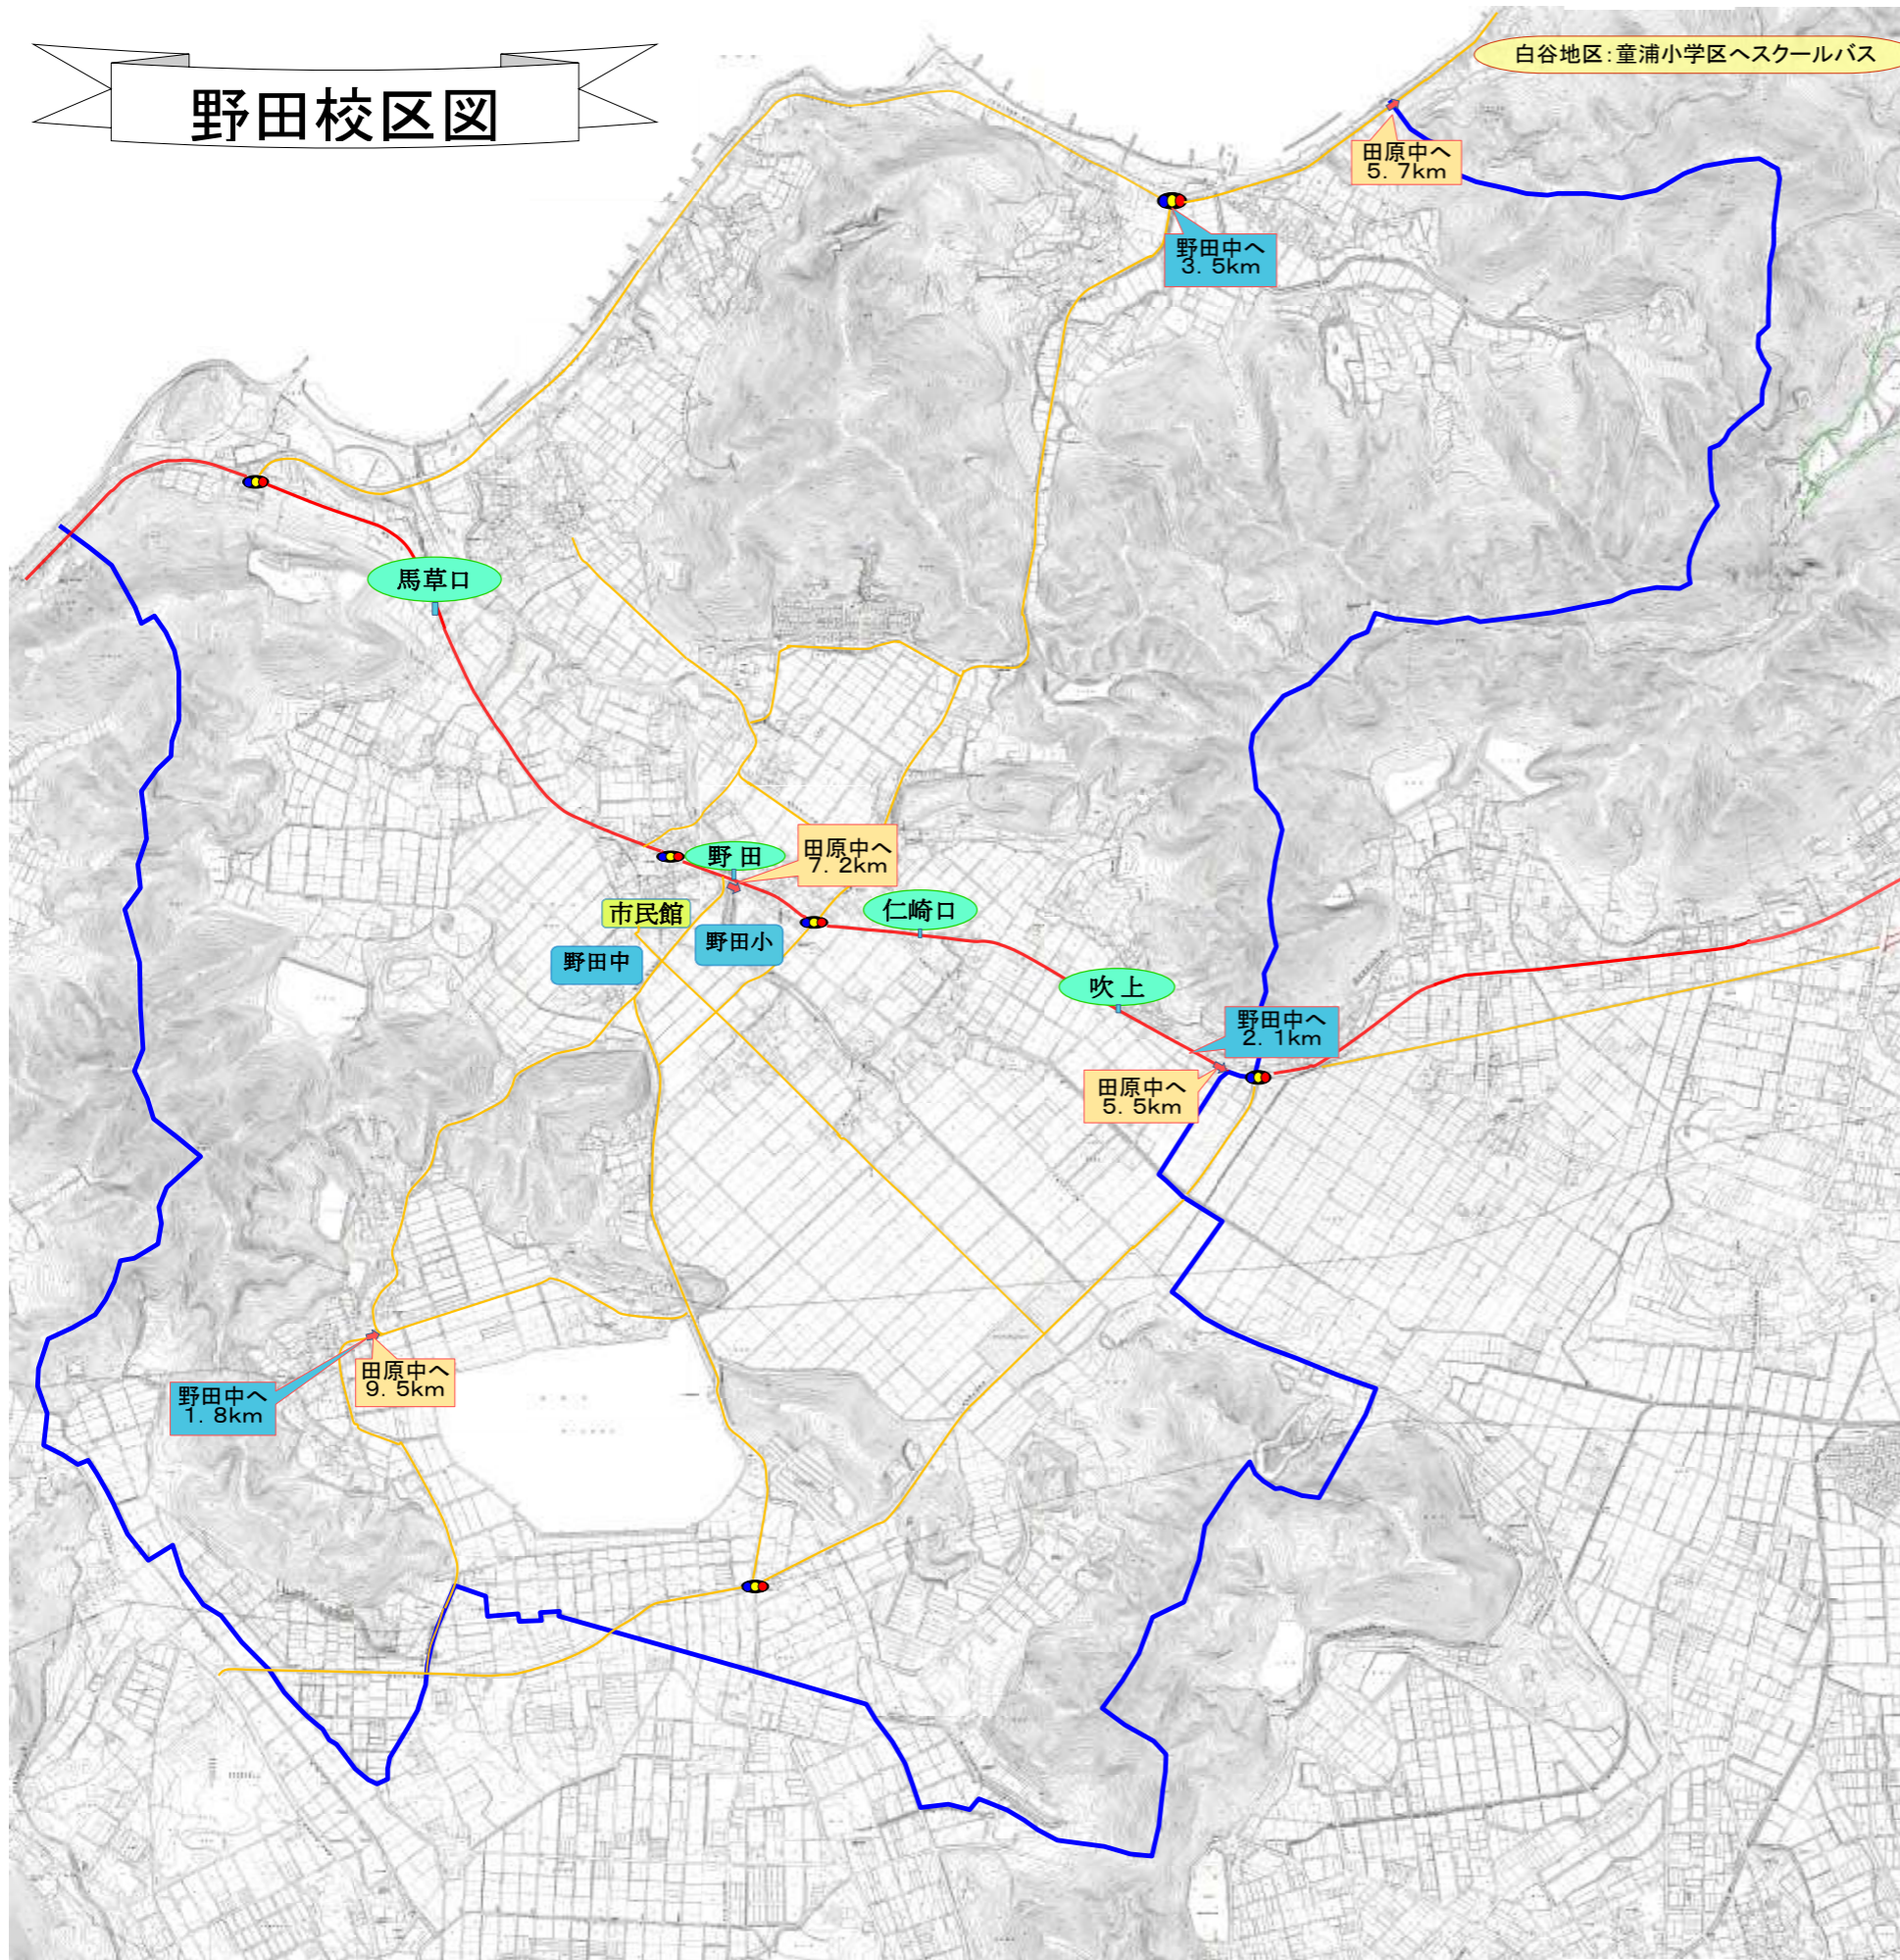 野田校区図
白谷地区：童浦小学区へスクールバス
田原中へ
5．7km
野田中へ
3．5km
馬草口
野 田
田原中へ
7．2km
市民館
野田小
仁崎口
野田中
吹 上
野田中へ
2．1km
田原中へ
5．5km
田原中へ
9．5km
野田中へ
1．8km